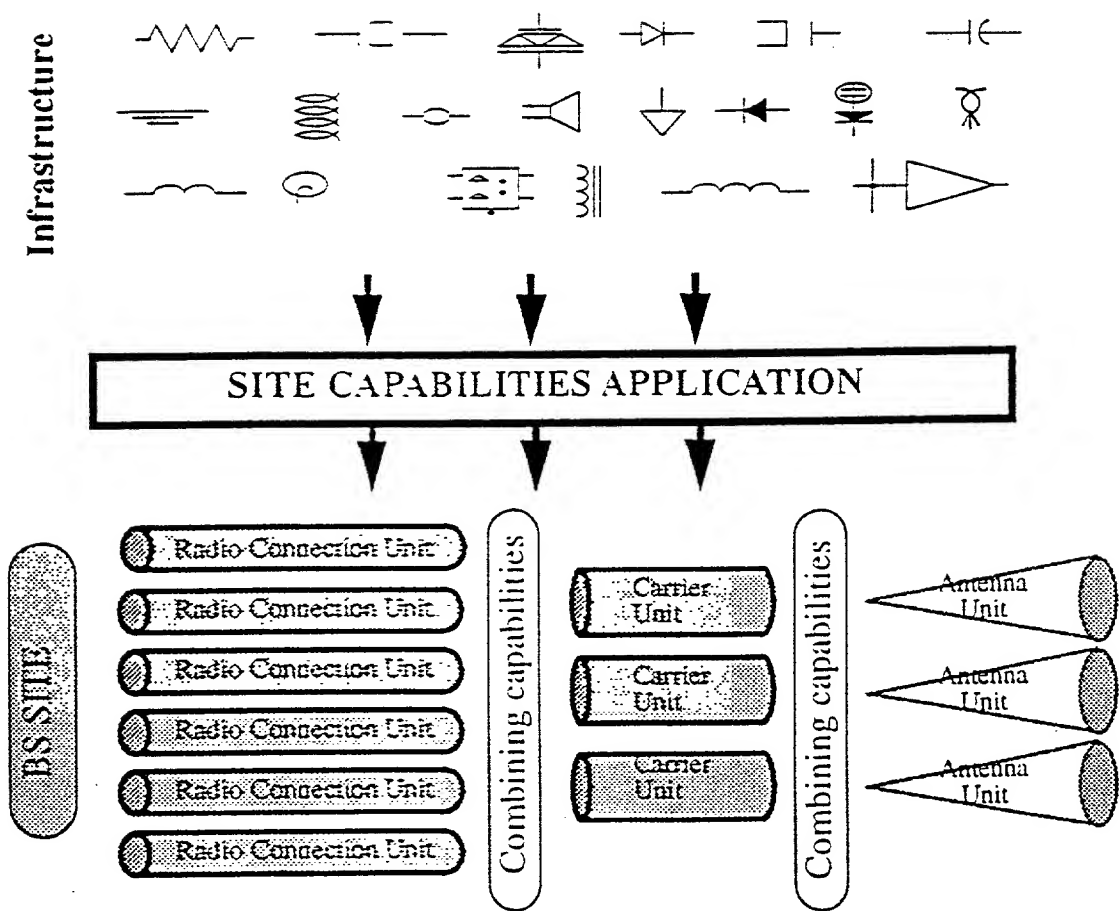 Infrastructure
SITE CAPABILITIES APPLICATION
BS SITE
Radio Connection Unit
Radio Connection Unit
Radio Connection Unit
Radio Connection Unit
Radio Connection Unit
Radio Connection Unit
Combining capabilities
Carrier
Unit
Carrier
Unit
Carrier
Unit
Combining capabilities
Antenna
Unit
Antenna
Unit
Antenna
Unit